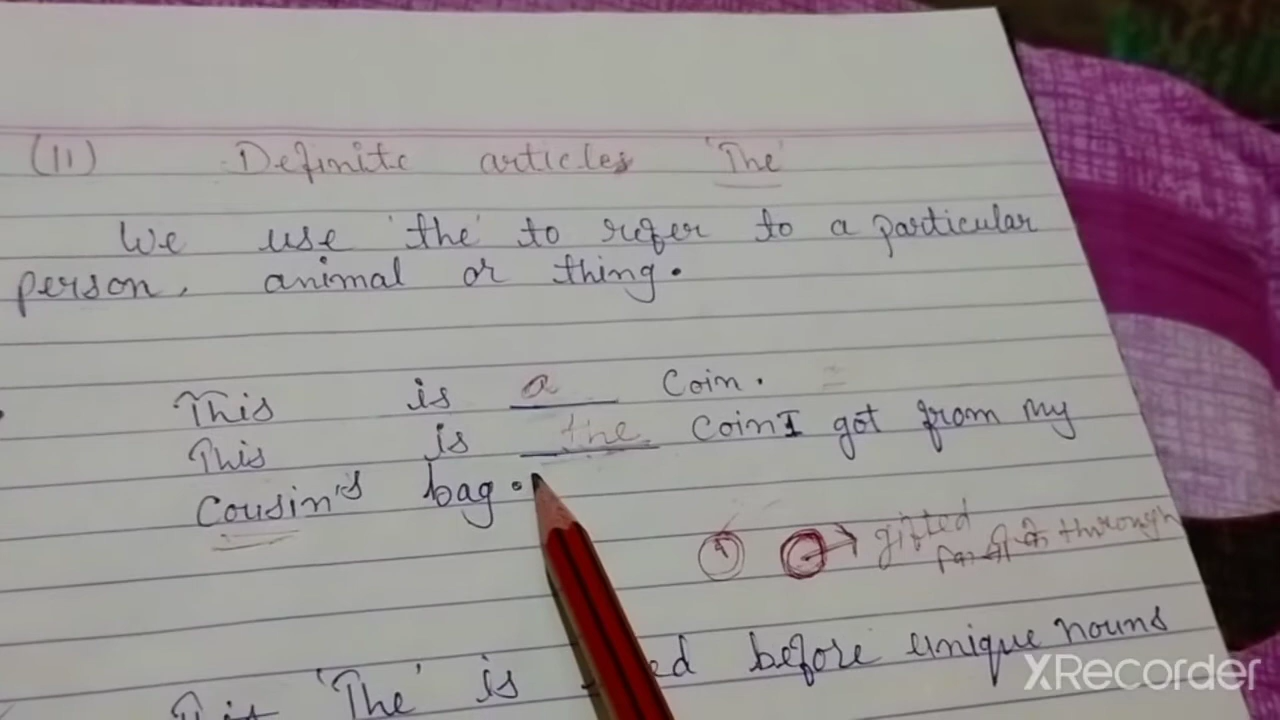 (11) Definite articles 'The'
We use 'the' to refer to a particular
person, animal or thing.
This is a Coin.
This is the Coin I got from my
Cousin's bag.
gifted
through
'The' is before unique nouns
XRecorder